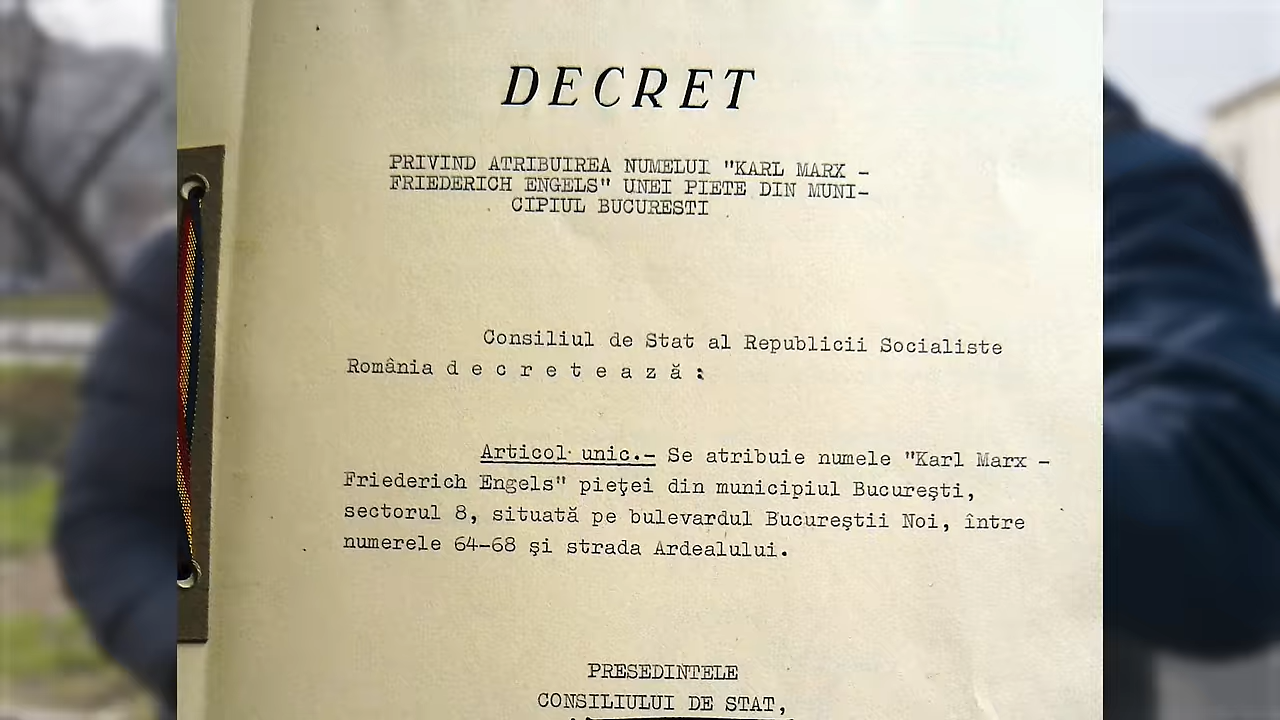 DECRET
PRIVIND ATRIBUIREA NUMELUI "KARL MARX –
FRIEDERICH ENGELS" UNEI PIETE DIN MUNI–
CIPIUL BUCURESTI
Consiliul de Stat al Republicii Socialiste
România d e c r e t e a z ă :
Articol unic.– Se atribuie numele "Karl Marx –
Friederich Engels" pieţei din municipiul Bucureşti,
sectorul 8, situată pe bulevardul Bucureştii Noi, între
numerele 64–68 şi strada Ardealului.
PRESEDINTELE
CONSILIULUI DE STAT,